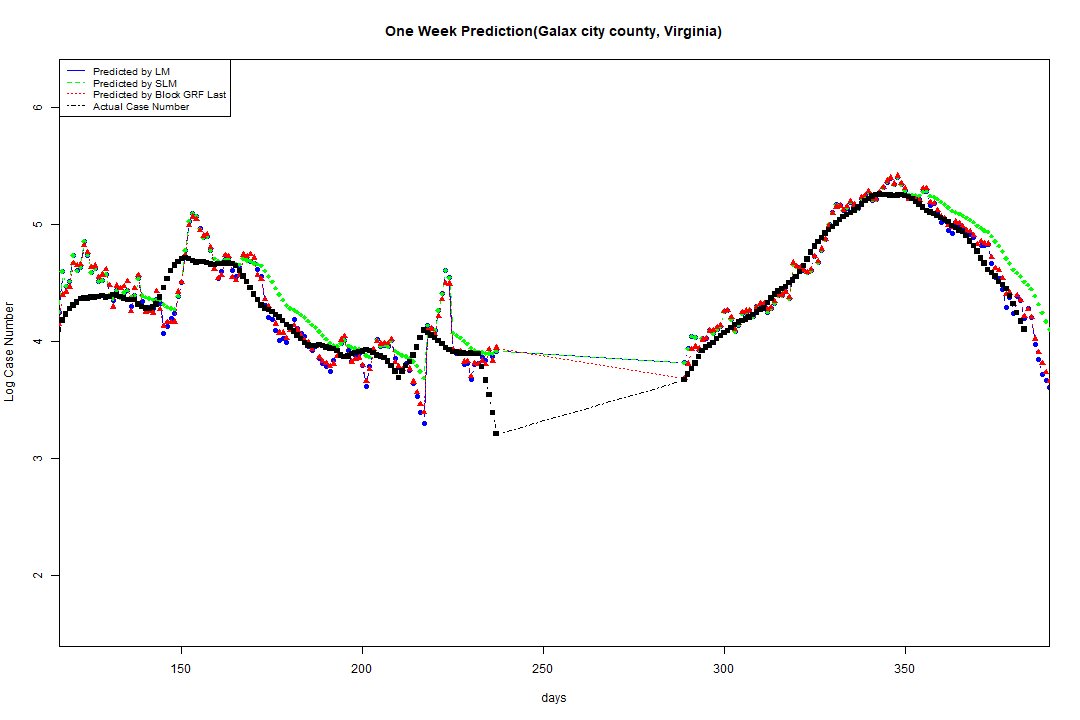 One Week Prediction(Galax city county, Virginia)
Predicted by LM
Predicted by SLM
Predicted by Block GRF Last
Actual Case Number
6
5
4
3
2
Log Case Number
150 200 250 300 350
days